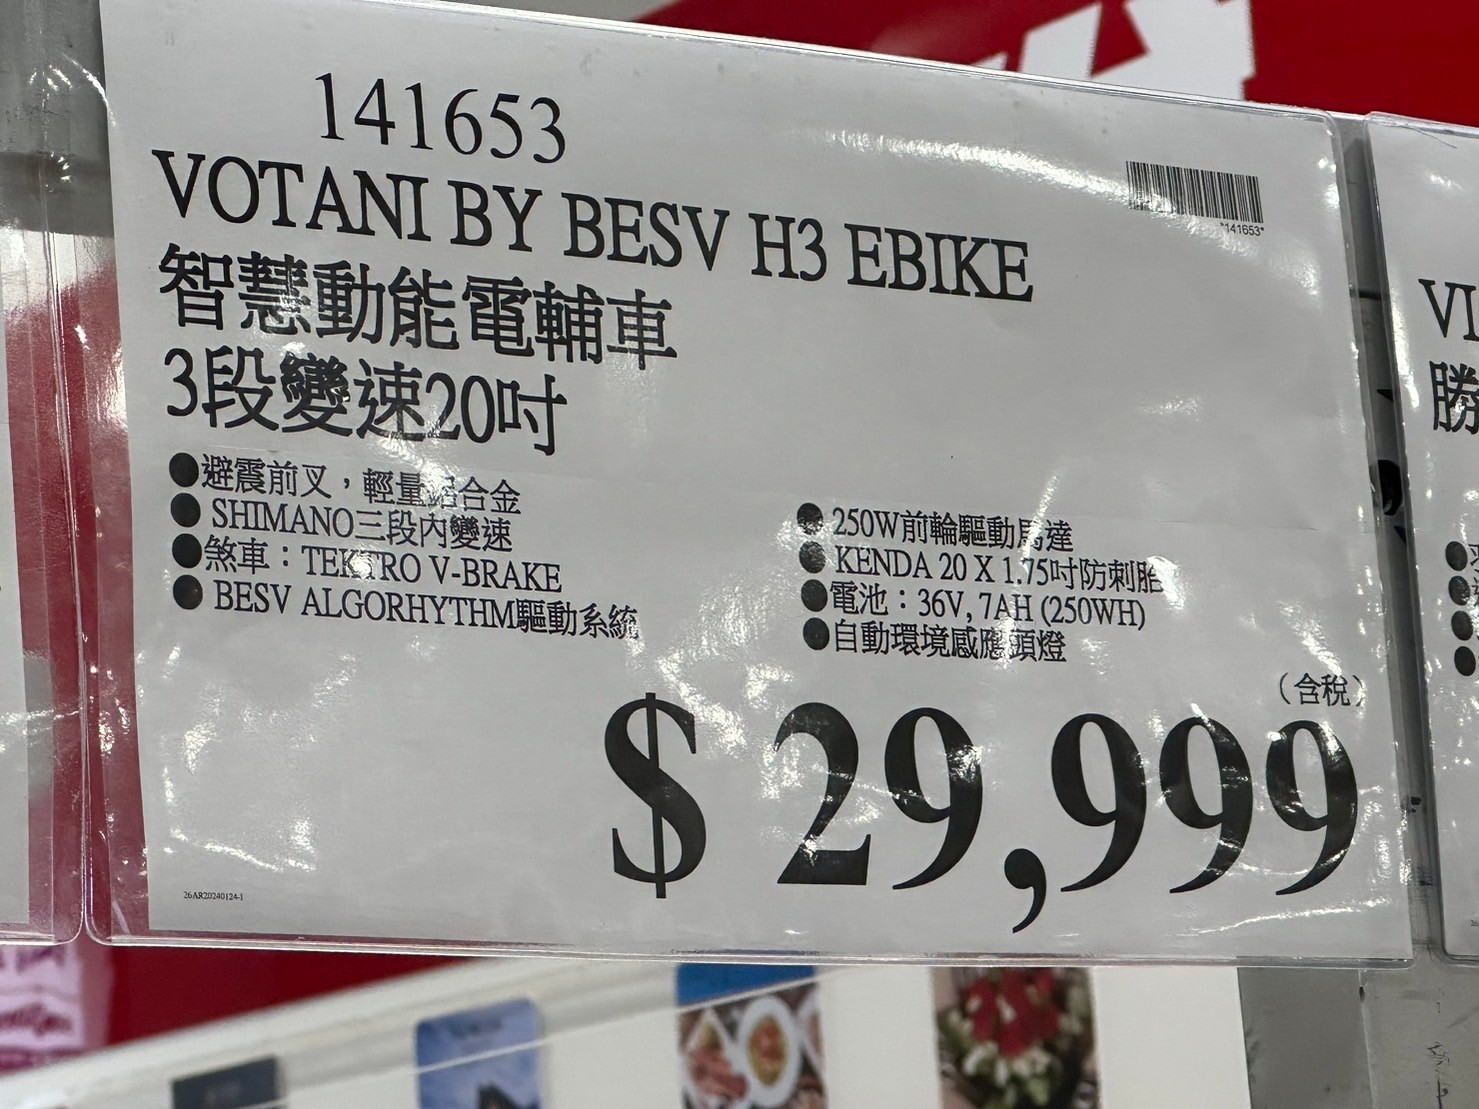 141653
VOTANI BY BESV H3 EBIKE
*141653*
智慧動能電輔車
3段變速20吋
●避震前叉，輕量鋁合金
●SHIMANO三段內變速
●煞車：TEKTRO V-BRAKE
●BESV ALGORHYTHM驅動系統
●250W前輪驅動馬達
●KENDA 20 X 1.75吋防刺胎
●電池：36V, 7AH (250WH)
●自動環境感應頭燈
（含稅）
$ 29,999
26AR20240124-1
VI
勝